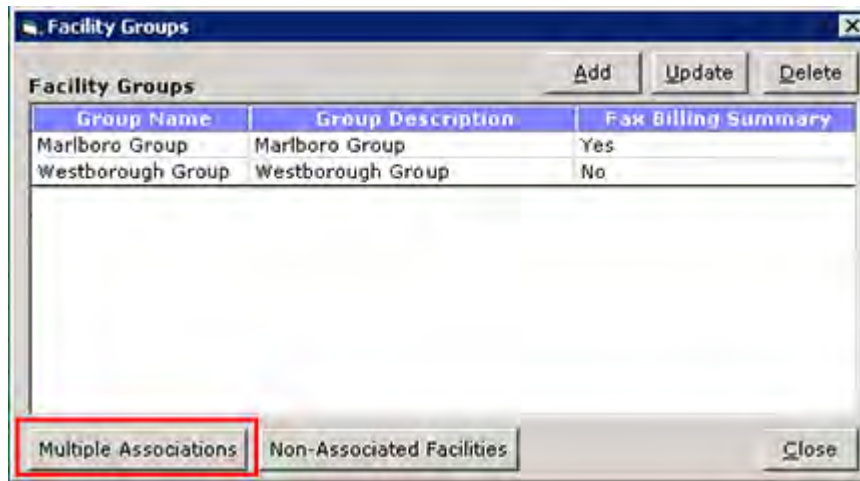 Facility Groups
Add Update Delete
Facility Groups
Group Name Group Description Fax Billing Summary
Marlboro Group Marlboro Group Yes
Westborough Group Westborough Group No
Multiple Associations Non-Associated Facilities Close